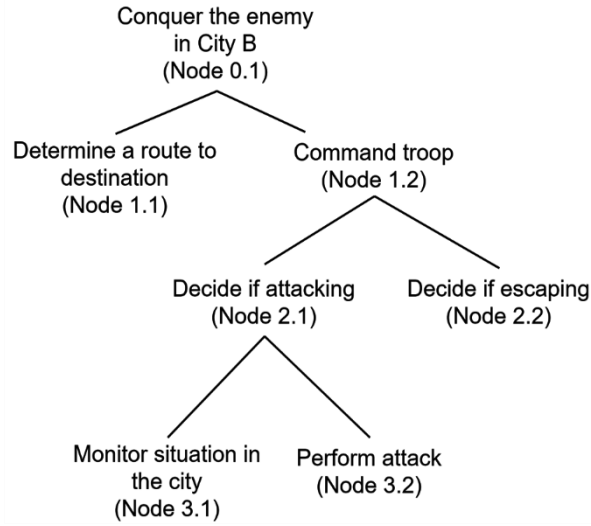 Conquer the enemy
in City B
(Node 0.1)
Determine a route to
destination
(Node 1.1)
Command troop
(Node 1.2)
Decide if attacking
(Node 2.1)
Decide if escaping
(Node 2.2)
Monitor situation in
the city
(Node 3.1)
Perform attack
(Node 3.2)